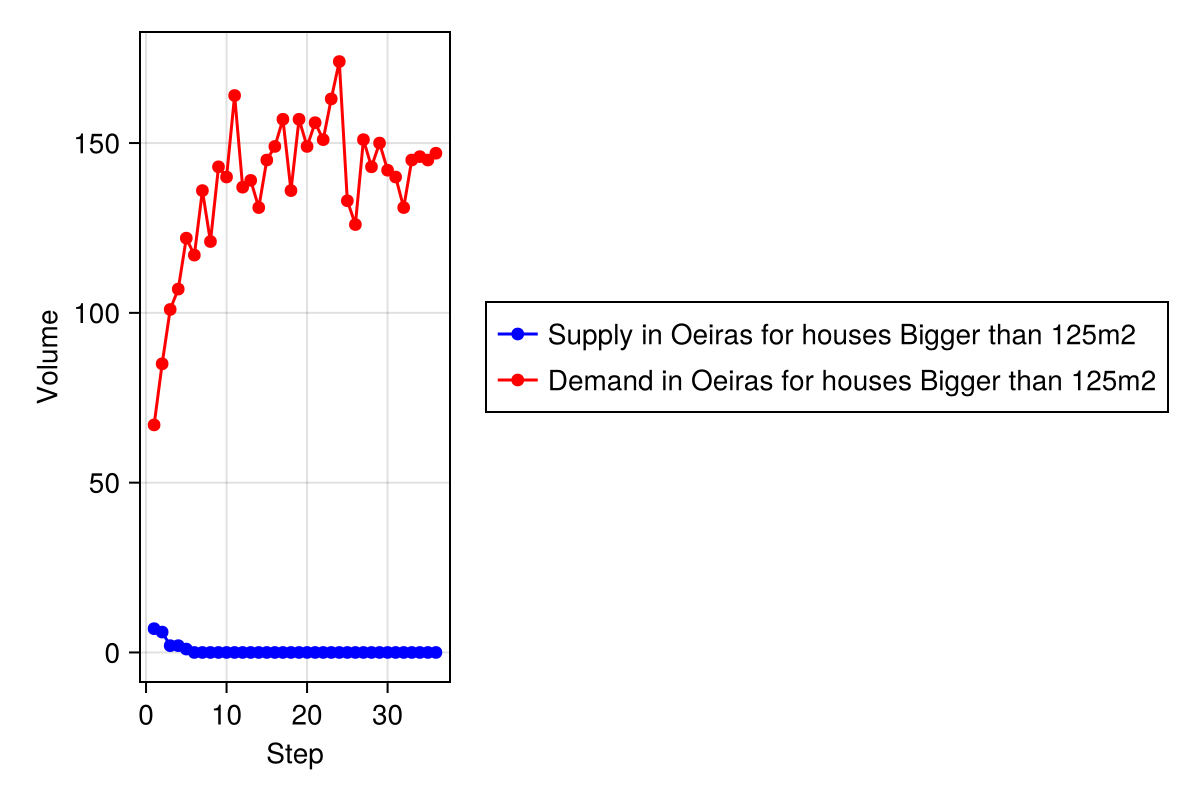 150
100
50
0
Volume
0 10 20 30
Step
Supply in Oeiras for houses Bigger than 125m2
Demand in Oeiras for houses Bigger than 125m2